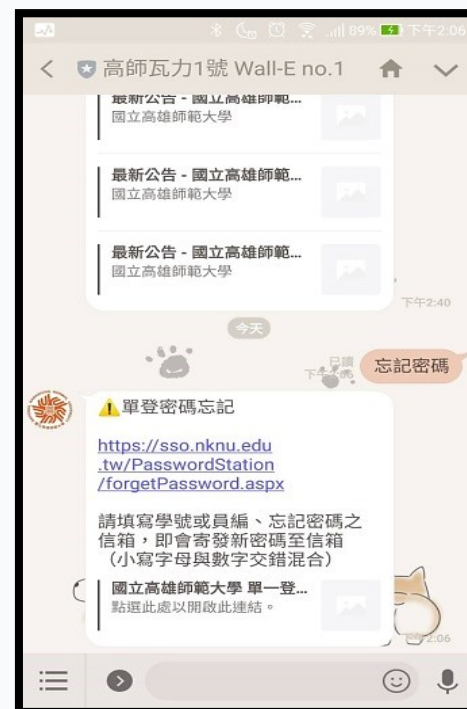 89% 下午2:06
高師瓦力1號 Wall-E no.1
最新公告 - 國立高雄師範...
國立高雄師範大學
最新公告 - 國立高雄師範...
國立高雄師範大學
最新公告 - 國立高雄師範...
國立高雄師範大學
下午2:40
今天
已讀
忘記密碼
單登密碼忘記
https://sso.nknu.edu
.tw/PasswordStation
/forgetPassword.aspx
請填寫學號或員編、忘記密碼之
信箱，即會寄發新密碼至信箱
（小寫字母與數字交錯混合）
國立高雄師範大學 單一登...
點選此處以開啟此連結。